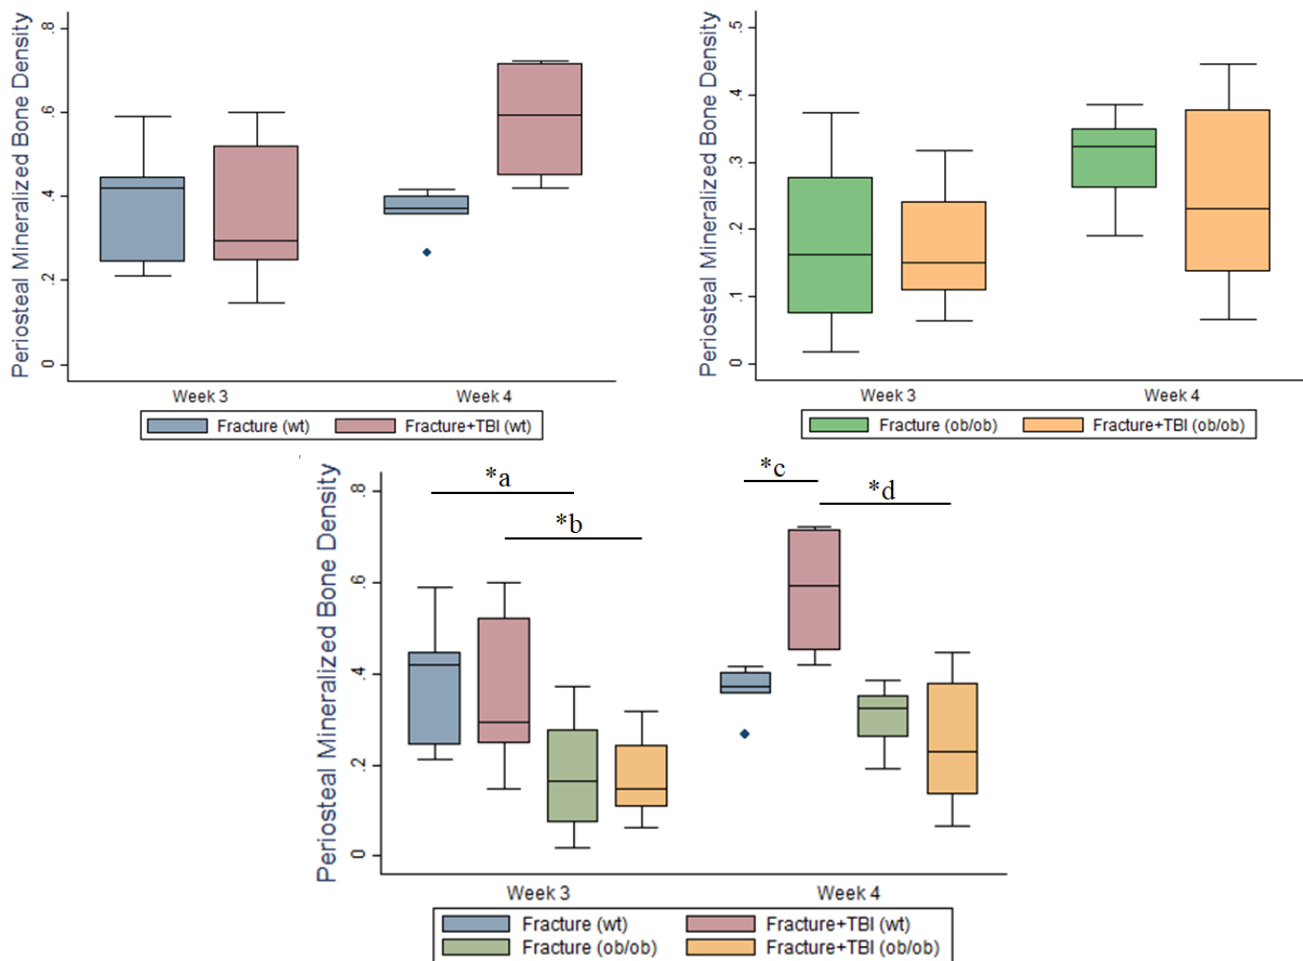 Periosteal Mineralized Bone Density
.8
.6
.4
.2
0
Week 3 Week 4
Fracture (wt) Fracture+TBI (wt)
Periosteal Mineralized Bone Density
.5
.4
.3
.2
.1
0
Week 3 Week 4
Fracture (ob/ob) Fracture+TBI (ob/ob)
Periosteal Mineralized Bone Density
.8
.6
.4
.2
0
*a
*b
*c
*d
Week 3 Week 4
Fracture (wt) Fracture+TBI (wt)
Fracture (ob/ob) Fracture+TBI (ob/ob)